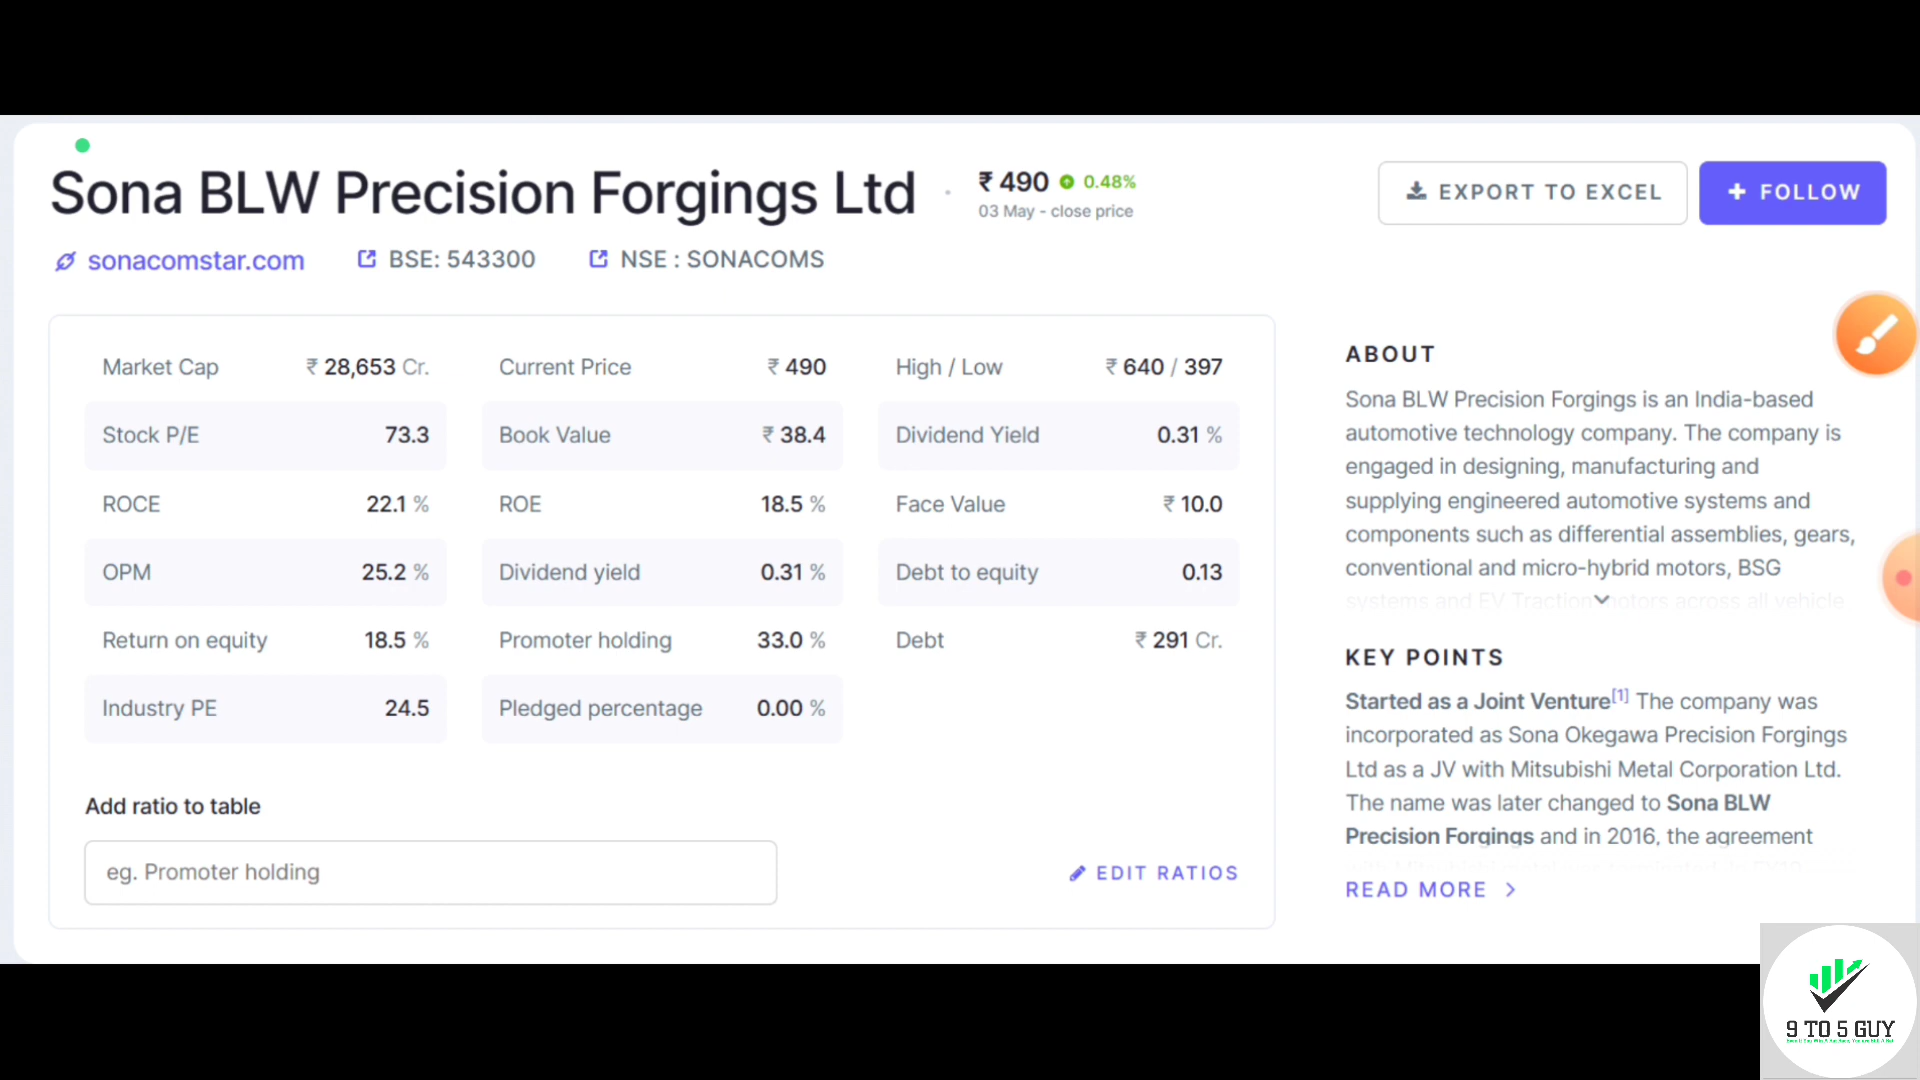 Sona BLW Precision Forgings Ltd
₹ 490 0.48%
03 May - close price
EXPORT TO EXCEL
FOLLOW
sonacomstar.com
BSE: 543300
NSE : SONACOMS
Market Cap ₹ 28,653 Cr.
Current Price ₹ 490
High / Low ₹ 640 / 397
Stock P/E 73.3
Book Value ₹ 38.4
Dividend Yield 0.31 %
ROCE 22.1 %
ROE 18.5 %
Face Value ₹ 10.0
OPM 25.2 %
Dividend yield 0.31 %
Debt to equity 0.13
Return on equity 18.5 %
Promoter holding 33.0 %
Debt ₹ 291 Cr.
Industry PE 24.5
Pledged percentage 0.00 %
Add ratio to table
eg. Promoter holding
EDIT RATIOS
ABOUT
Sona BLW Precision Forgings is an India-based
automotive technology company. The company is
engaged in designing, manufacturing and
supplying engineered automotive systems and
components such as differential assemblies, gears,
conventional and micro-hybrid motors, BSG
systems and EV Traction motors across all vehicle
KEY POINTS
Started as a Joint Venture[1] The company was
incorporated as Sona Okegawa Precision Forgings
Ltd as a JV with Mitsubishi Metal Corporation Ltd.
The name was later changed to Sona BLW
Precision Forgings and in 2016, the agreement
READ MORE
9 TO 5 GUY